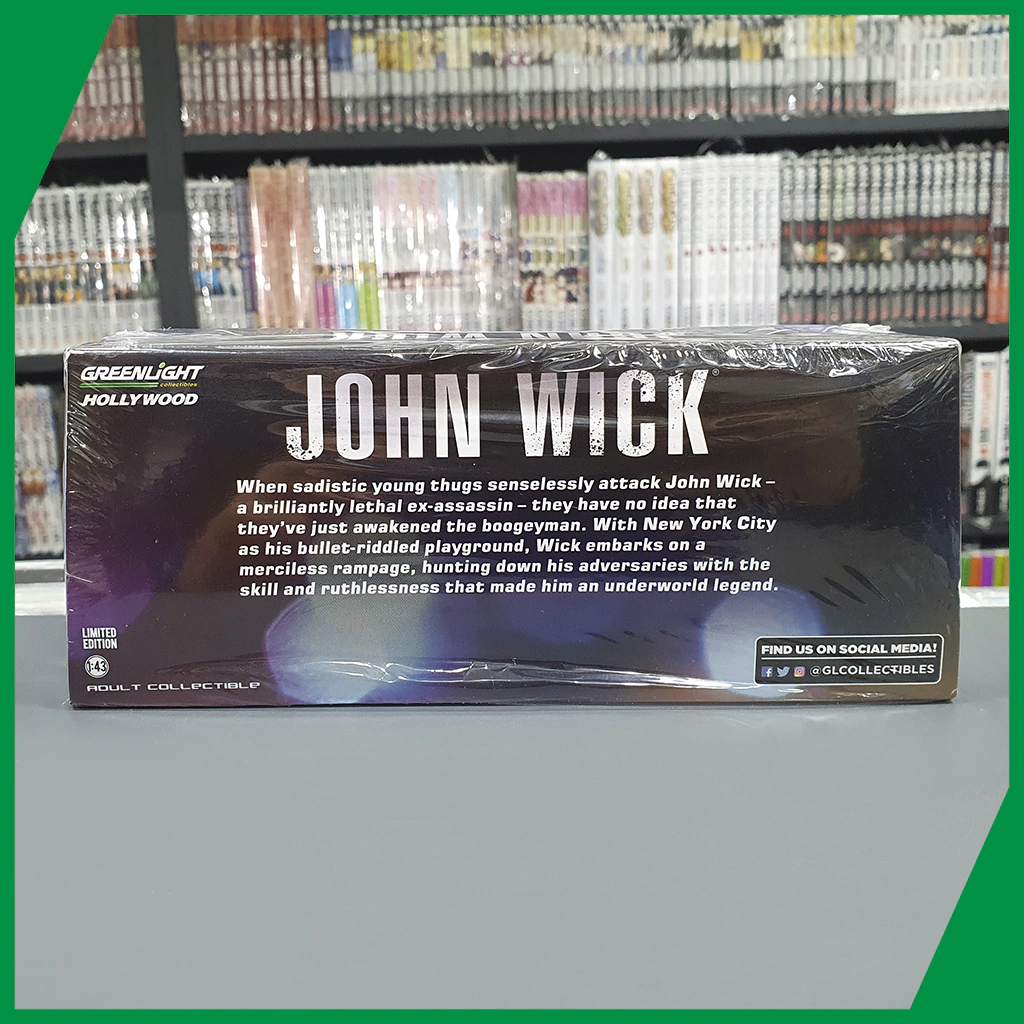 GREENLIGHT
collectibles
HOLLYWOOD
JOHN WICK®
When sadistic young thugs senselessly attack John Wick –
a brilliantly lethal ex-assassin – they have no idea that
they've just awakened the boogeyman. With New York City
as his bullet-riddled playground, Wick embarks on a
merciless rampage, hunting down his adversaries with the
skill and ruthlessness that made him an underworld legend.
LIMITED
EDITION
1:43
ADULT COLLECTIBLE
FIND US ON SOCIAL MEDIA!
@GLCOLLECTIBLES